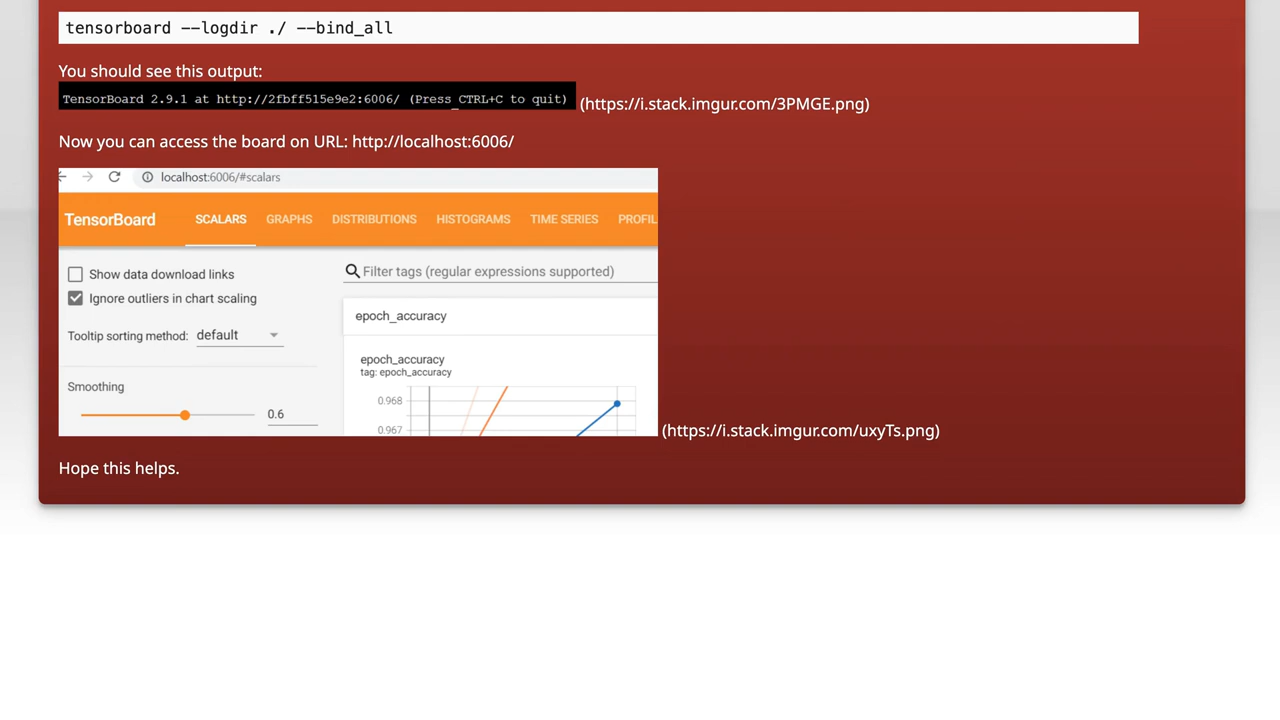 tensorboard --logdir ./ --bind_all
You should see this output:
TensorBoard 2.9.1 at http://2fbff515e9e2:6006/ (Press CTRL+C to quit) (https://i.stack.imgur.com/3PMGE.png)
Now you can access the board on URL: http://localhost:6006/
localhost:6006/#scalars
TensorBoard SCALARS GRAPHS DISTRIBUTIONS HISTOGRAMS TIME SERIES PROFIL
Show data download links
Filter tags (regular expressions supported)
Ignore outliers in chart scaling
epoch_accuracy
Tooltip sorting method: default
epoch_accuracy
tag: epoch_accuracy
Smoothing
0.6
0.968
0.967
(https://i.stack.imgur.com/uxyTs.png)
Hope this helps.